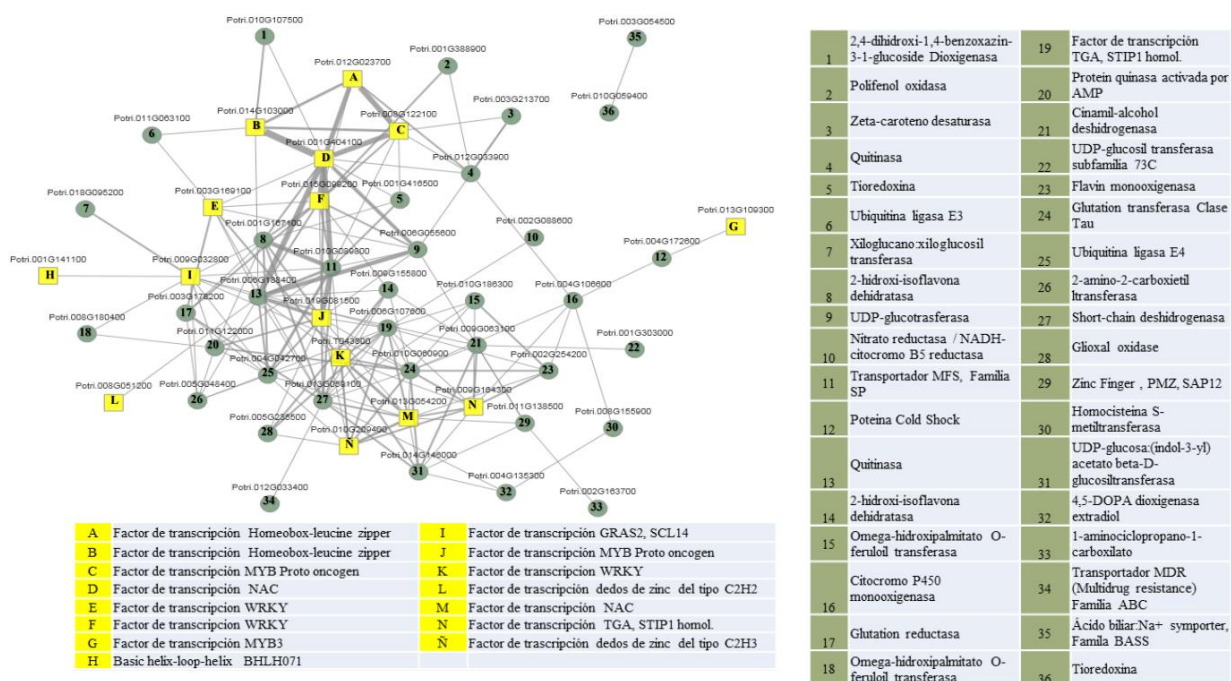 Potri.010G107500
1
Potri.001G388900
2
Potri.003G054500
35
Potri.012G023700
A
Potri.003G213700
3
Potri.010G059400
36
Potri.014G103000
B
Potri.009G122100
C
Potri.011G063100
6
Potri.001G404100
D
Potri.012G033900
4
Potri.018G095200
7
Potri.003G169100
E
Potri.015G099200
F
Potri.001G416500
5
Potri.013G109300
G
Potri.001G167100
8
Potri.006G055600
9
Potri.002G088600
10
Potri.004G172600
12
Potri.001G141100
H
Potri.009G032800
I
Potri.010G089800
11
Potri.006G138400
13
Potri.009G155800
14
Potri.010G186300
15
Potri.004G106600
16
Potri.003G178200
17
Potri.008G180400
18
Potri.019G081500
J
Potri.006G107600
19
Potri.011G122000
20
Potri.009G063100
21
Potri.001G303000
22
Potri.T043300
K
Potri.002G254200
23
Potri.010G060900
24
Potri.004G042700
25
Potri.005G048400
26
Potri.008G051200
L
Potri.013G089100
27
Potri.013G054200
M
Potri.009G164300
N
Potri.005G236500
28
Potri.011G138500
29
Potri.008G155900
30
Potri.010G209400
Ñ
Potri.014G146000
31
Potri.004G135300
32
Potri.002G163700
33
Potri.012G033400
34
A Factor de transcripción Homeobox-leucine zipper I Factor de transcripción GRAS2, SCL14
B Factor de transcripción Homeobox-leucine zipper J Factor de transcripción MYB Proto oncogen
C Factor de transcripción MYB Proto oncogen K Factor de transcripcion WRKY
D Factor de transcripción NAC L Factor de trascripción dedos de zinc del tipo C2H2
E Factor de transcripción WRKY M Factor de transcripción NAC
F Factor de transcripción WRKY N Factor de transcripción TGA, STIP1 homol.
G Factor de transcripción MYB3 Ñ Factor de trascripción dedos de zinc del tipo C2H3
H Basic helix-loop-helix BHLH071
1 2,4-dihidroxi-1,4-benzoxazin-
3-1-glucoside Dioxigenasa
19 Factor de transcripción
TGA, STIP1 homol.
2 Polifenol oxidasa
20 Protein quinasa activada por
AMP
3 Zeta-caroteno desaturasa
21 Cinamil-alcohol
deshidrogenasa
4 Quitinasa
22 UDP-glucosil transferasa
subfamilia 73C
5 Tioredoxina
23 Flavin monooxigenasa
6 Ubiquitina ligasa E3
24 Glutation transferasa Clase
Tau
7 Xiloglucano:xiloglucosil
transferasa
25 Ubiquitina ligasa E4
8 2-hidroxi-isoflavona
dehidratasa
26 2-amino-2-carboxietil
ltransferasa
9 UDP-glucotrasferasa
27 Short-chain deshidrogenasa
10 Nitrato reductasa / NADH-
citocromo B5 reductasa
28 Glioxal oxidase
11 Transportador MFS, Familia
SP
29 Zinc Finger , PMZ, SAP12
12 Poteina Cold Shock
30 Homocisteina S-
metiltransferasa
13 Quitinasa
31 UDP-glucosa:(indol-3-yl)
acetato beta-D-
glucosiltransferasa
14 2-hidroxi-isoflavona
dehidratasa
32 4,5-DOPA dioxigenasa
extradiol
15 Omega-hidroxipalmitato O-
feruloil transferasa
33 1-aminociclopropano-1-
carboxilato
16 Citocromo P450
monooxigenasa
34 Transportador MDR
(Multidrug resistance)
Familia ABC
17 Glutation reductasa
35 Ácido biliar:Na+ symporter,
Famila BASS
18 Omega-hidroxipalmitato O-
feruloil transferasa
36 Tioredoxina